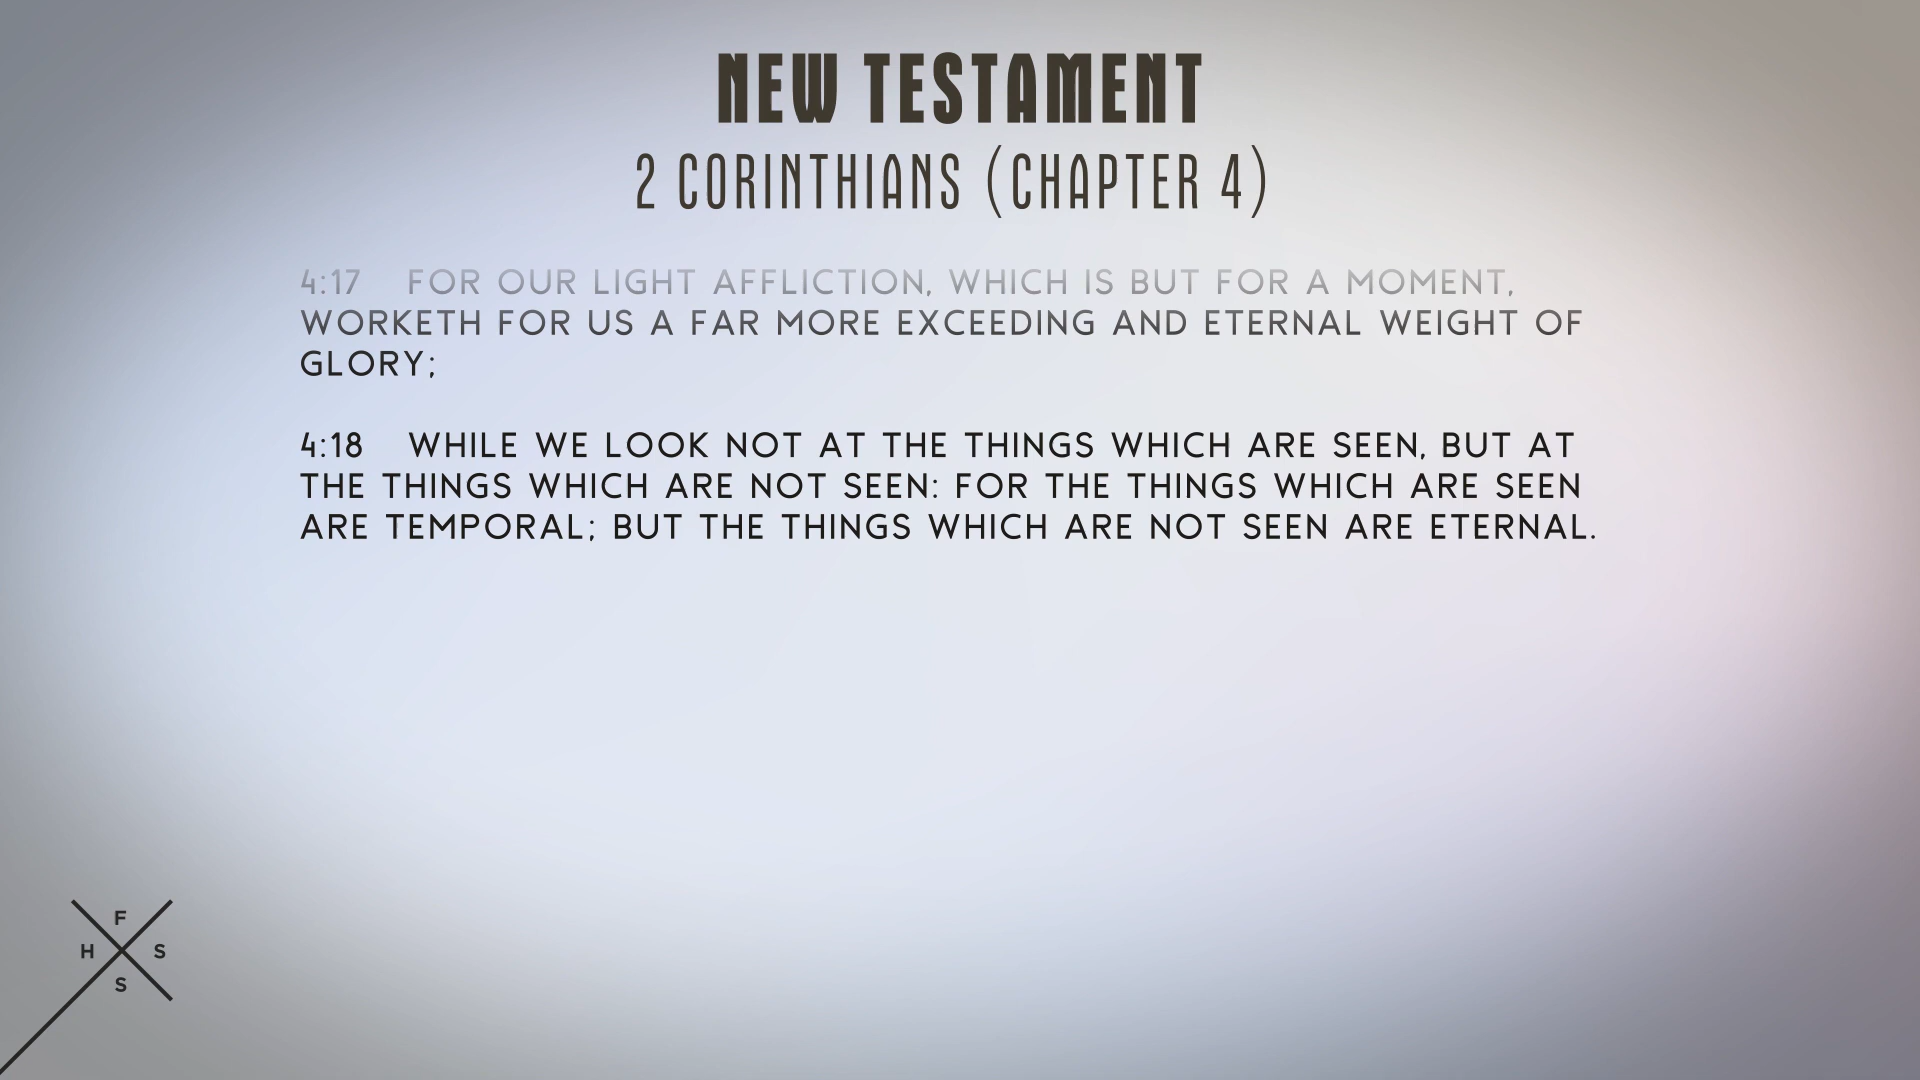 NEW TESTAMENT
2 CORINTHIANS (CHAPTER 4)
4:17 FOR OUR LIGHT AFFLICTION, WHICH IS BUT FOR A MOMENT,
WORKETH FOR US A FAR MORE EXCEEDING AND ETERNAL WEIGHT OF
GLORY;
4:18 WHILE WE LOOK NOT AT THE THINGS WHICH ARE SEEN, BUT AT
THE THINGS WHICH ARE NOT SEEN: FOR THE THINGS WHICH ARE SEEN
ARE TEMPORAL; BUT THE THINGS WHICH ARE NOT SEEN ARE ETERNAL.
F
H S
S